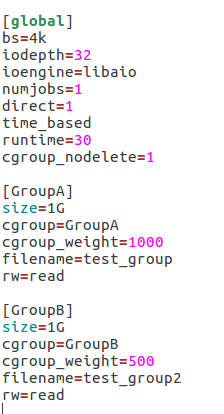 [global]
bs=4k
iodepth=32
ioengine=libaio
numjobs=1
direct=1
time_based
runtime=30
cgroup_nodelete=1

[GroupA]
size=1G
cgroup=GroupA
cgroup_weight=1000
filename=test_group
rw=read

[GroupB]
size=1G
cgroup=GroupB
cgroup_weight=500
filename=test_group2
rw=read